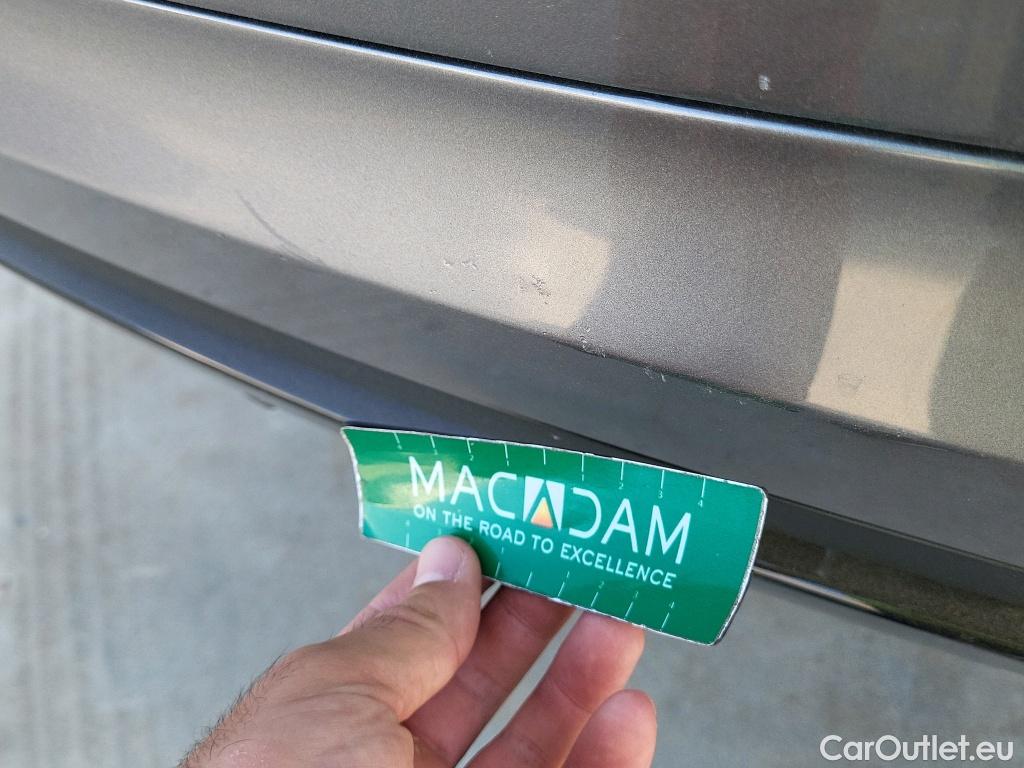 MACADAM
ON THE ROAD TO EXCELLENCE
CarOutlet.eu